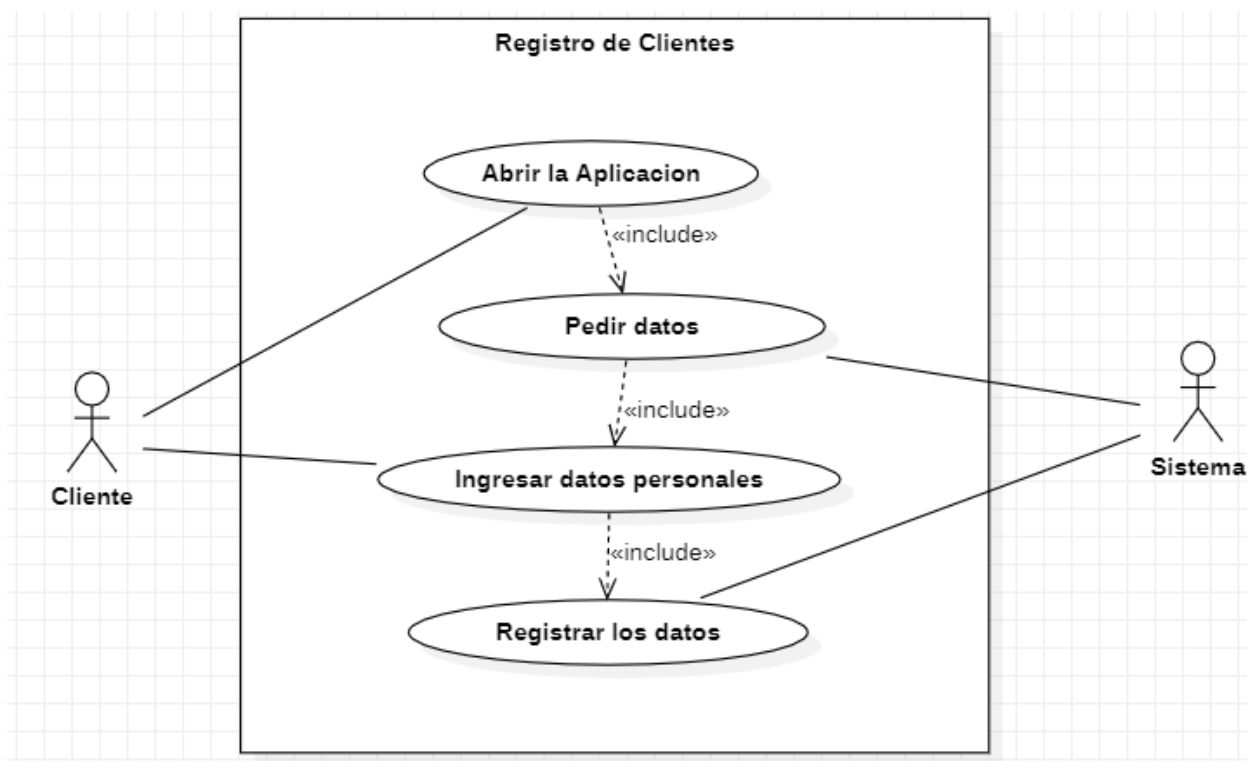 Registro de Clientes
Abrir la Aplicacion
«include»
Pedir datos
«include»
Ingresar datos personales
«include»
Registrar los datos
Cliente
Sistema